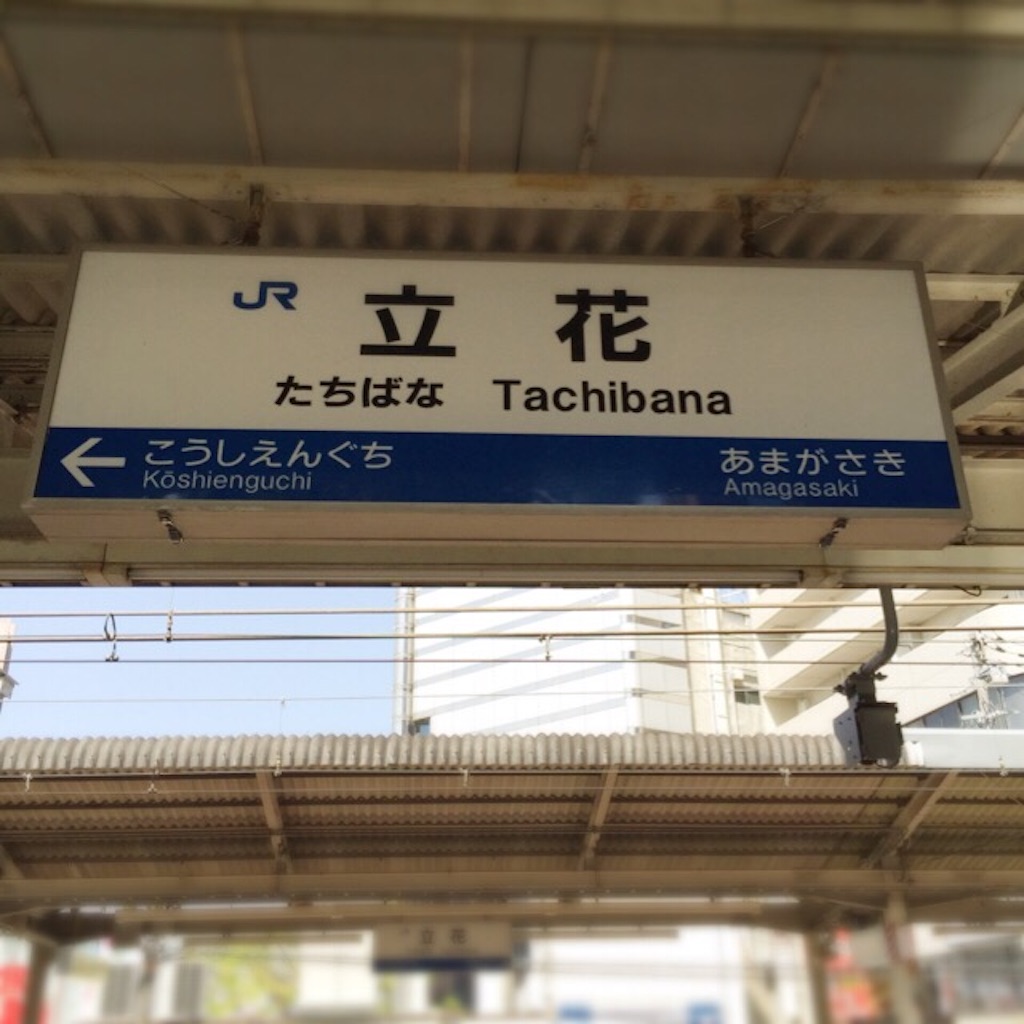 JR 立花
たちばな Tachibana
← こうしえんぐち あまがさき
Kōshienguchi Amagasaki
立花